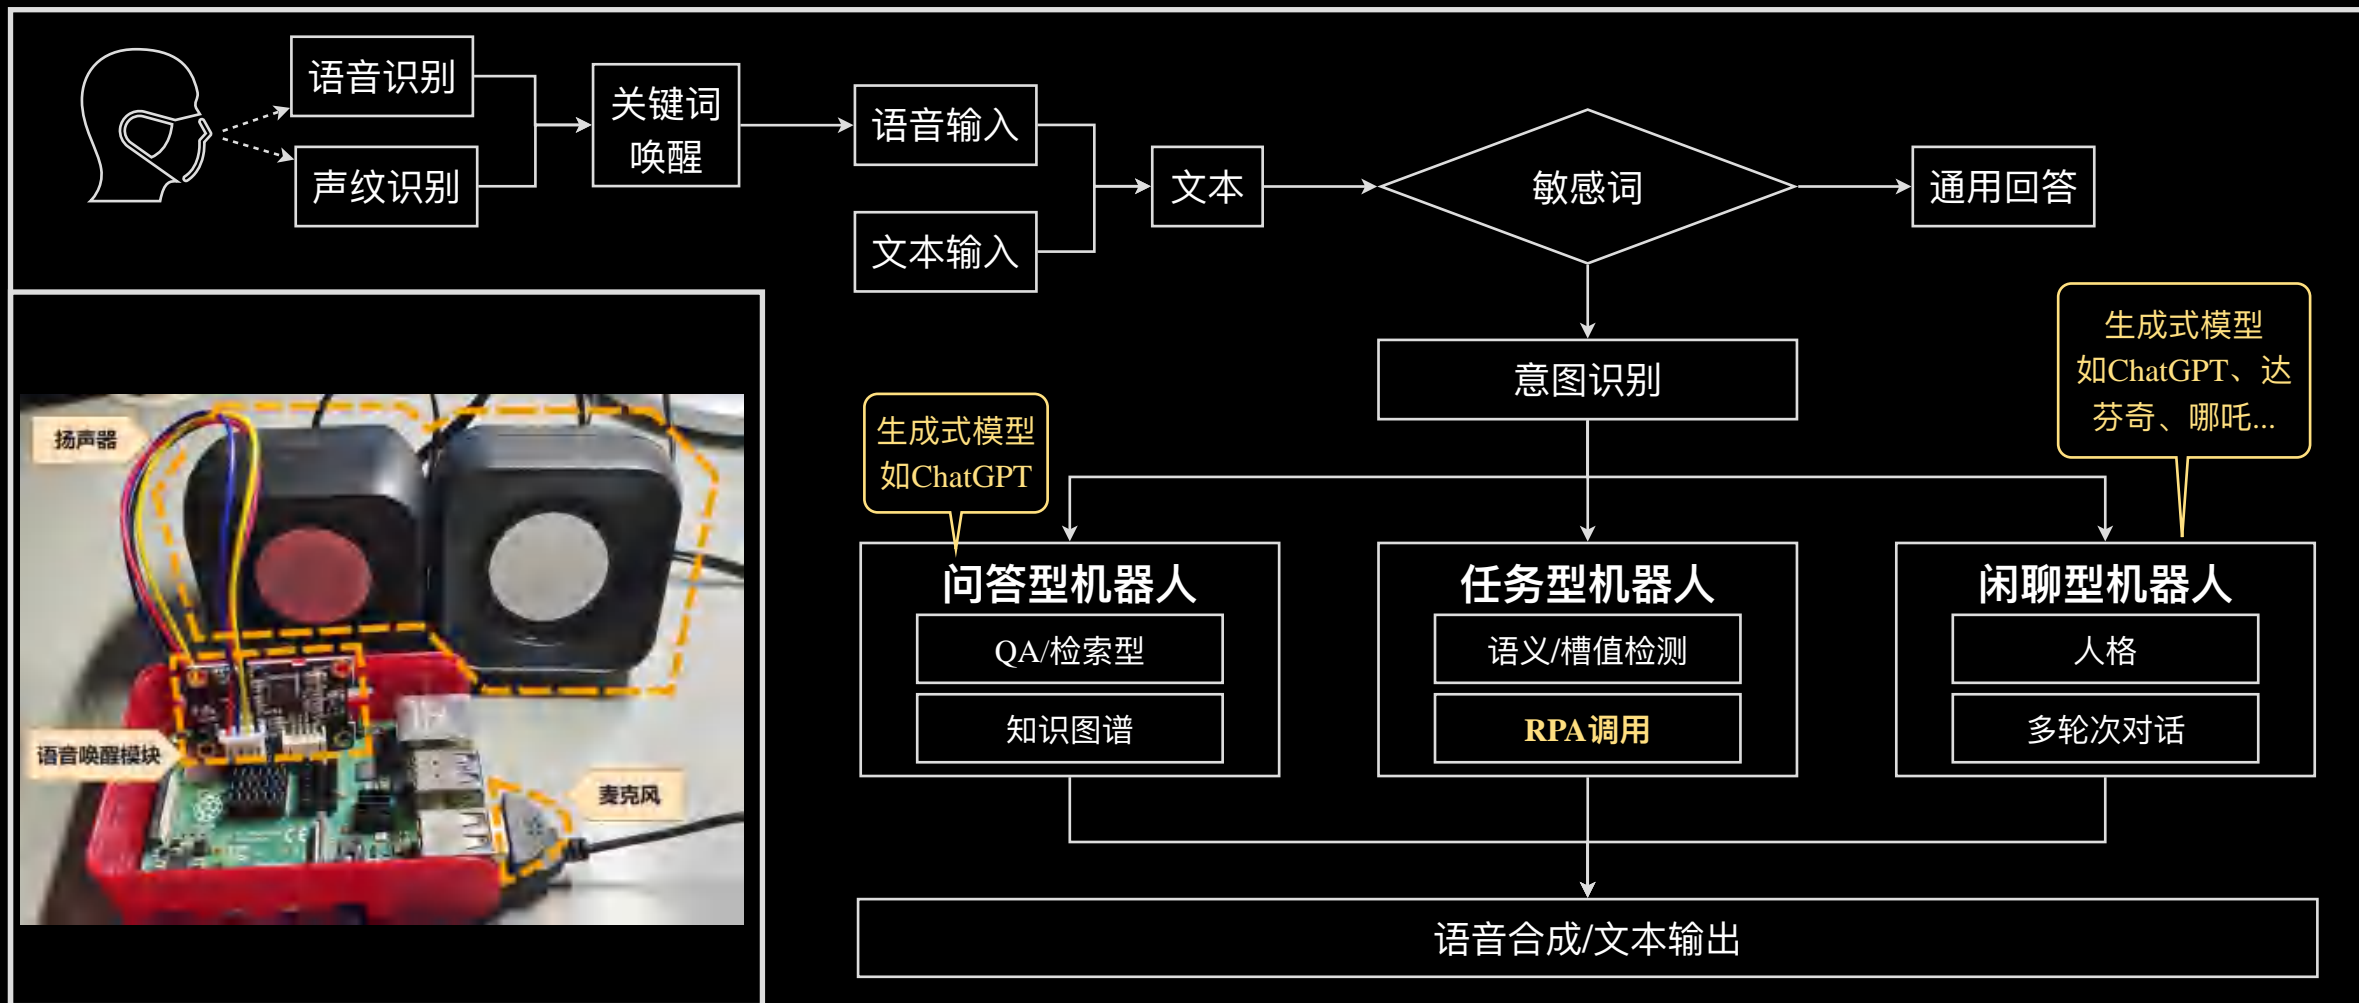 语音识别
声纹识别
关键词
唤醒
语音输入
文本输入
文本
敏感词
通用回答
意图识别
生成式模型
如ChatGPT
生成式模型
如ChatGPT、达
芬奇、哪吒...
问答型机器人
QA/检索型
知识图谱
任务型机器人
语义/槽值检测
RPA调用
闲聊型机器人
人格
多轮次对话
语音合成/文本输出
扬声器
语音唤醒模块
麦克风